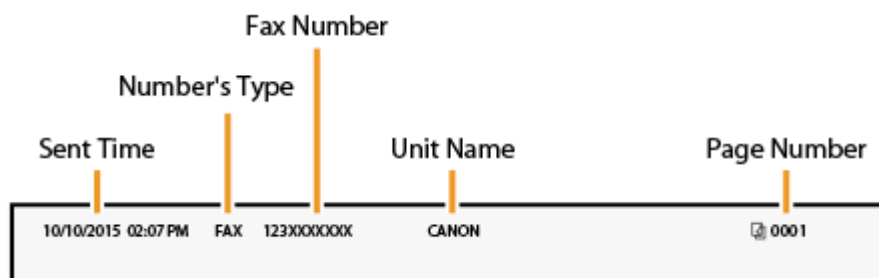 Fax Number
Number's Type
Sent Time Unit Name Page Number
10/10/2015 02:07 PM FAX 123XXXXXXX CANON 0001